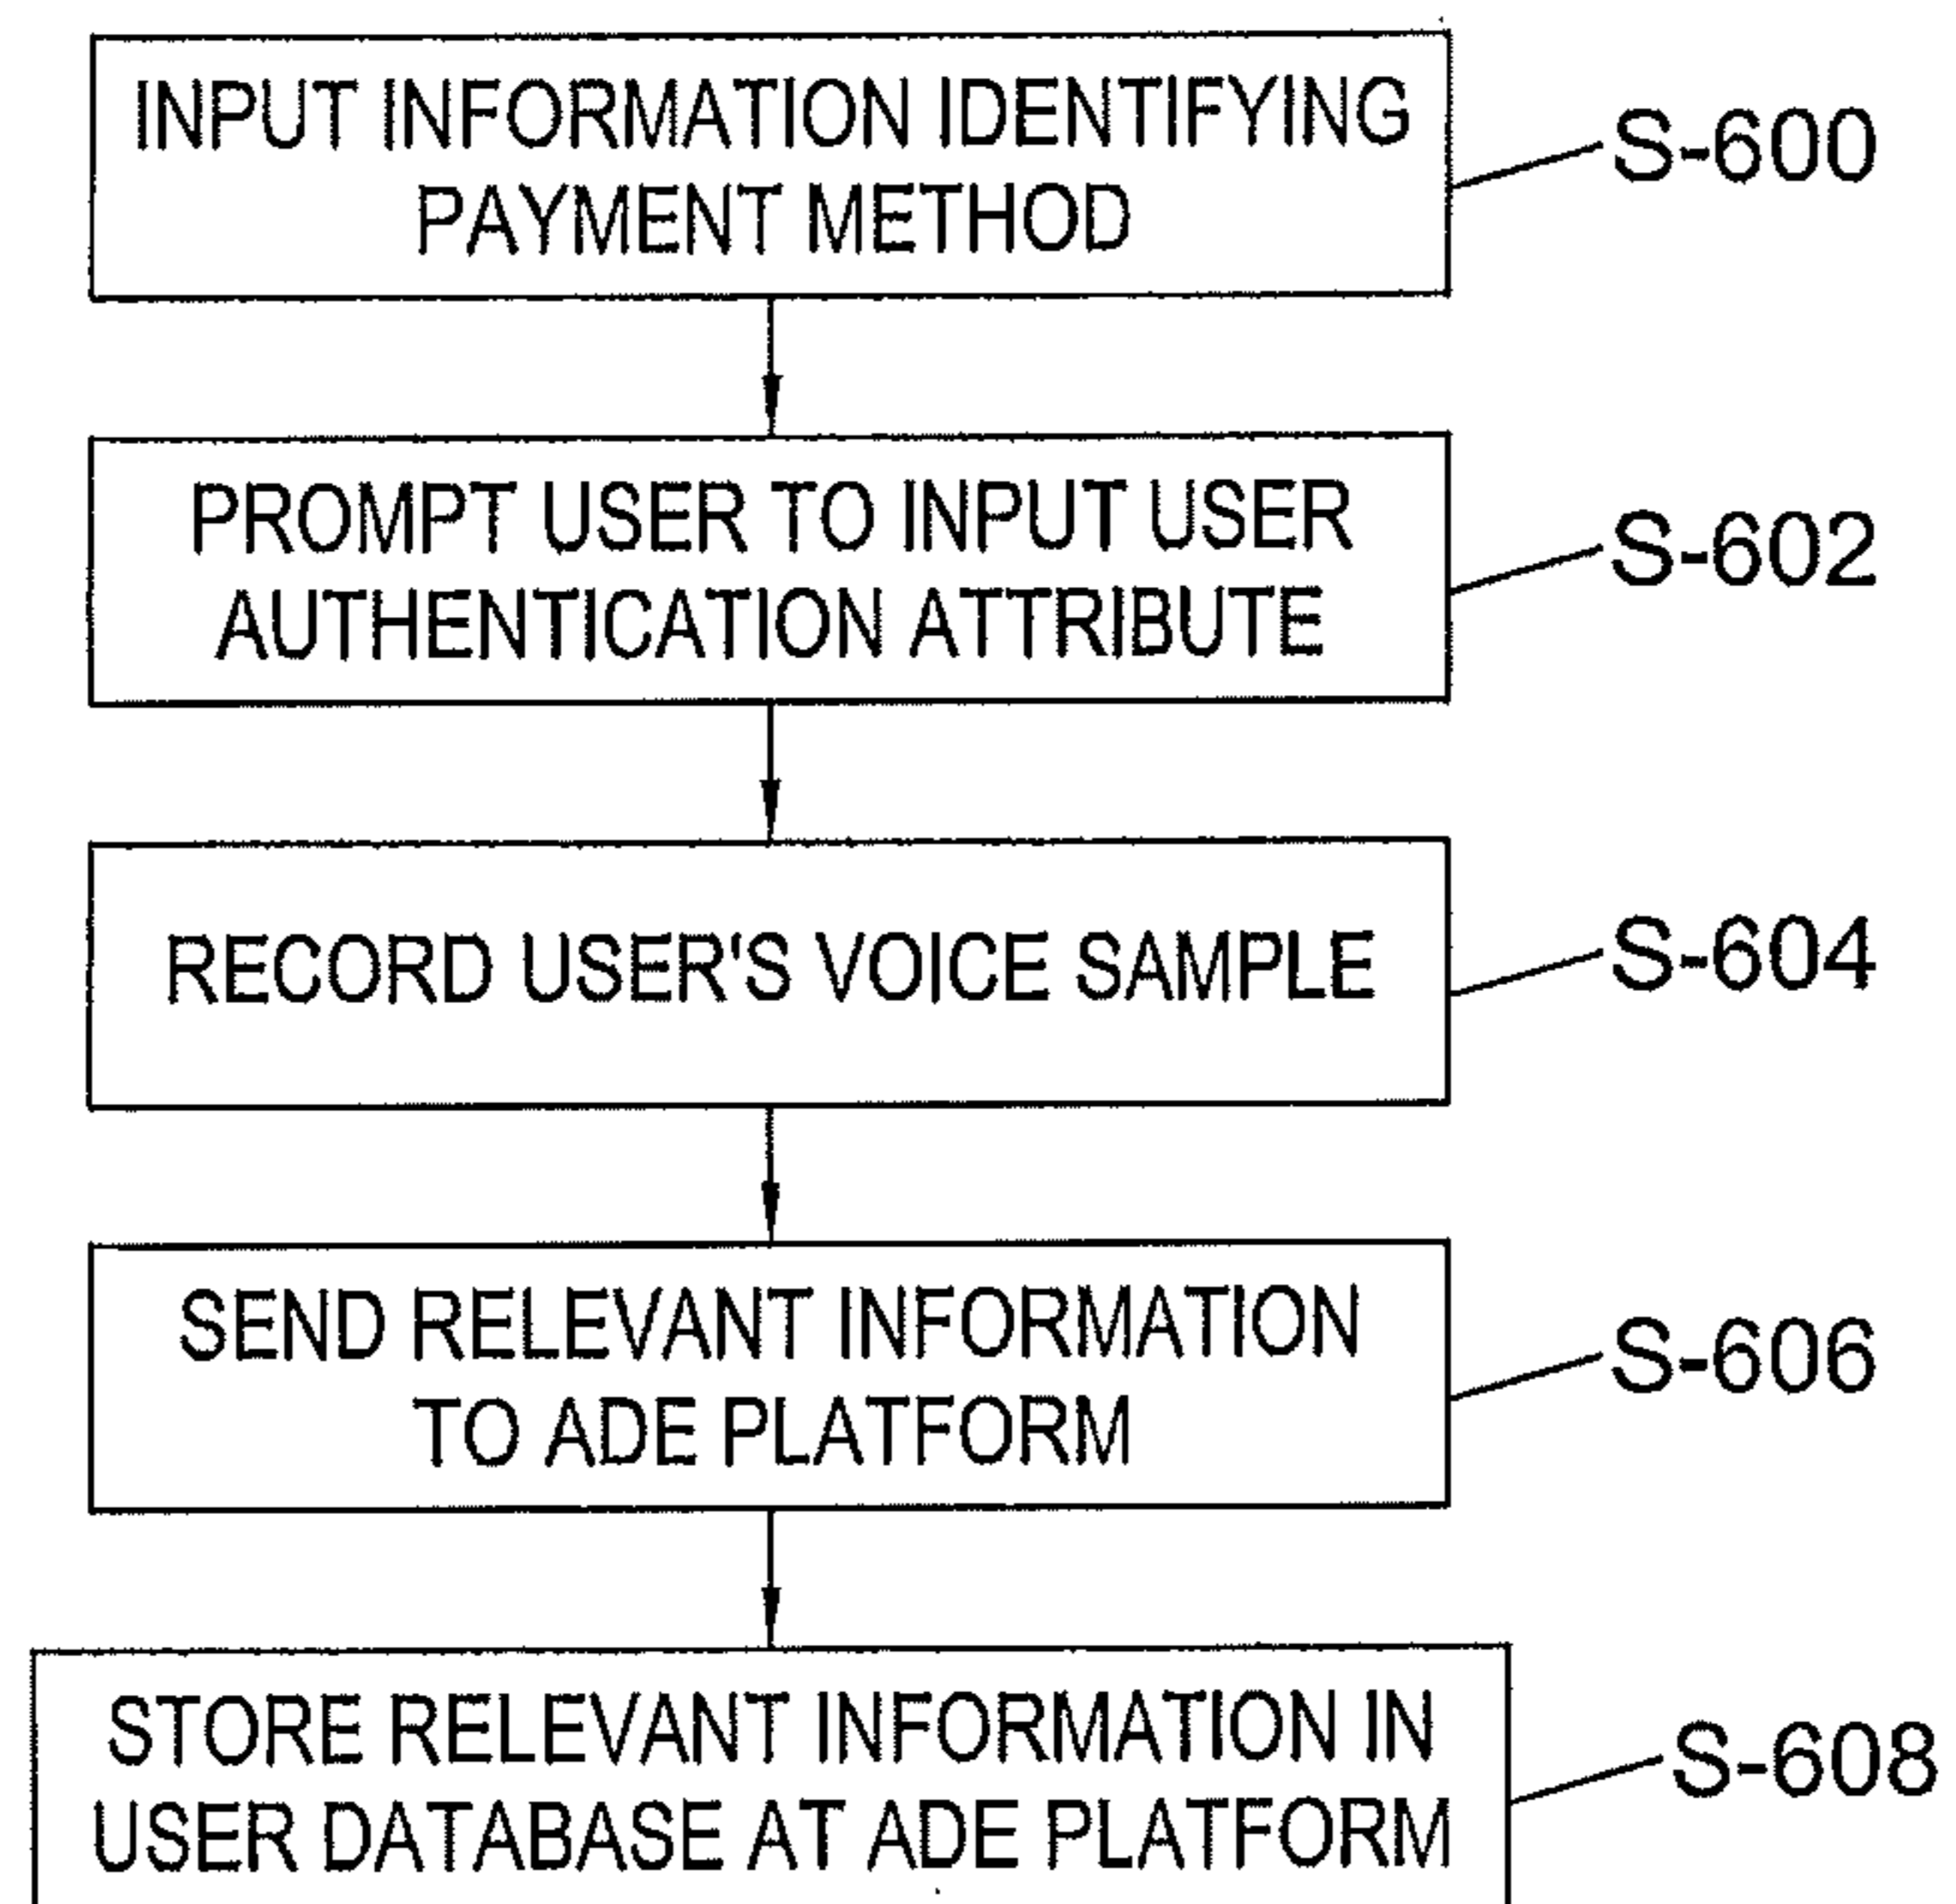 INPUT INFORMATION IDENTIFYING
PAYMENT METHOD
S-600
PROMPT USER TO INPUT USER
AUTHENTICATION ATTRIBUTE
S-602
RECORD USER'S VOICE SAMPLE
S-604
SEND RELEVANT INFORMATION
TO ADE PLATFORM
S-606
STORE RELEVANT INFORMATION IN
USER DATABASE AT ADE PLATFORM
S-608